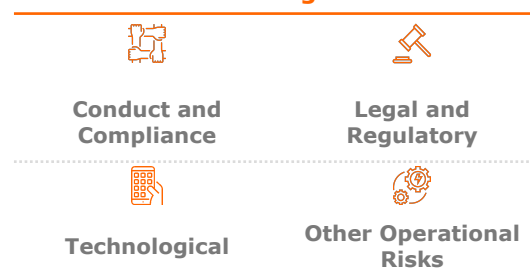 Conduct and
Compliance
Legal and
Regulatory
Technological
Other Operational
Risks